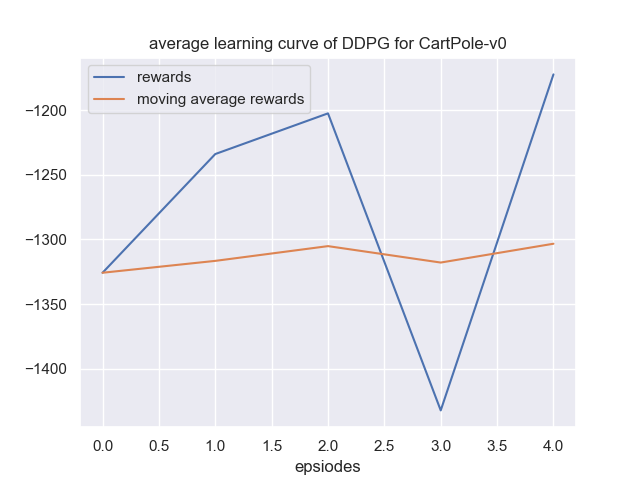 average learning curve of DDPG for CartPole-v0
rewards
moving average rewards
−1200
−1250
−1300
−1350
−1400
0.0 0.5 1.0 1.5 2.0 2.5 3.0 3.5 4.0
epsiodes